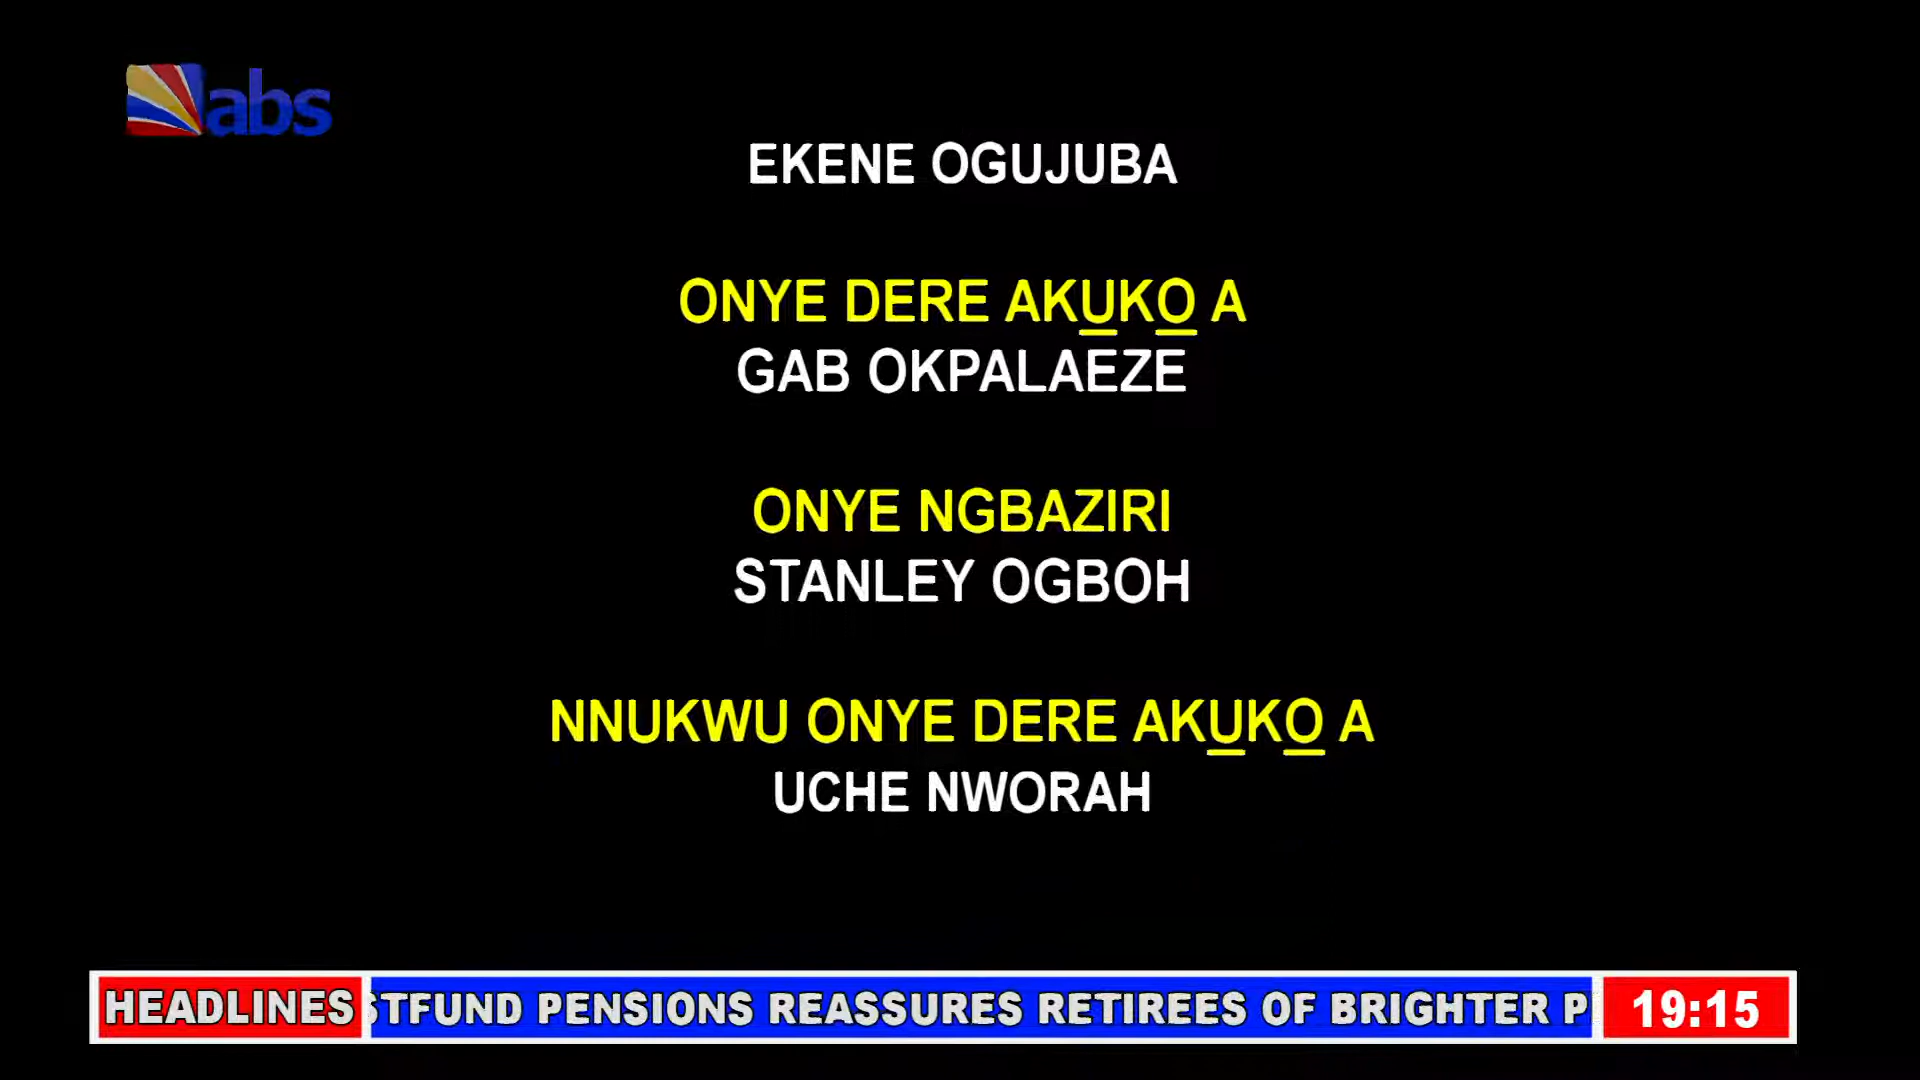 abs
EKENE OGUJUBA
ONYE DERE AKỤKỌ A
GAB OKPALAEZE
ONYE NGBAZIRI
STANLEY OGBOH
NNUKWU ONYE DERE AKỤKỌ A
UCHE NWORAH
HEADLINES
PENSIONS REASSURES RETIREES OF BRIGHTER
19:15